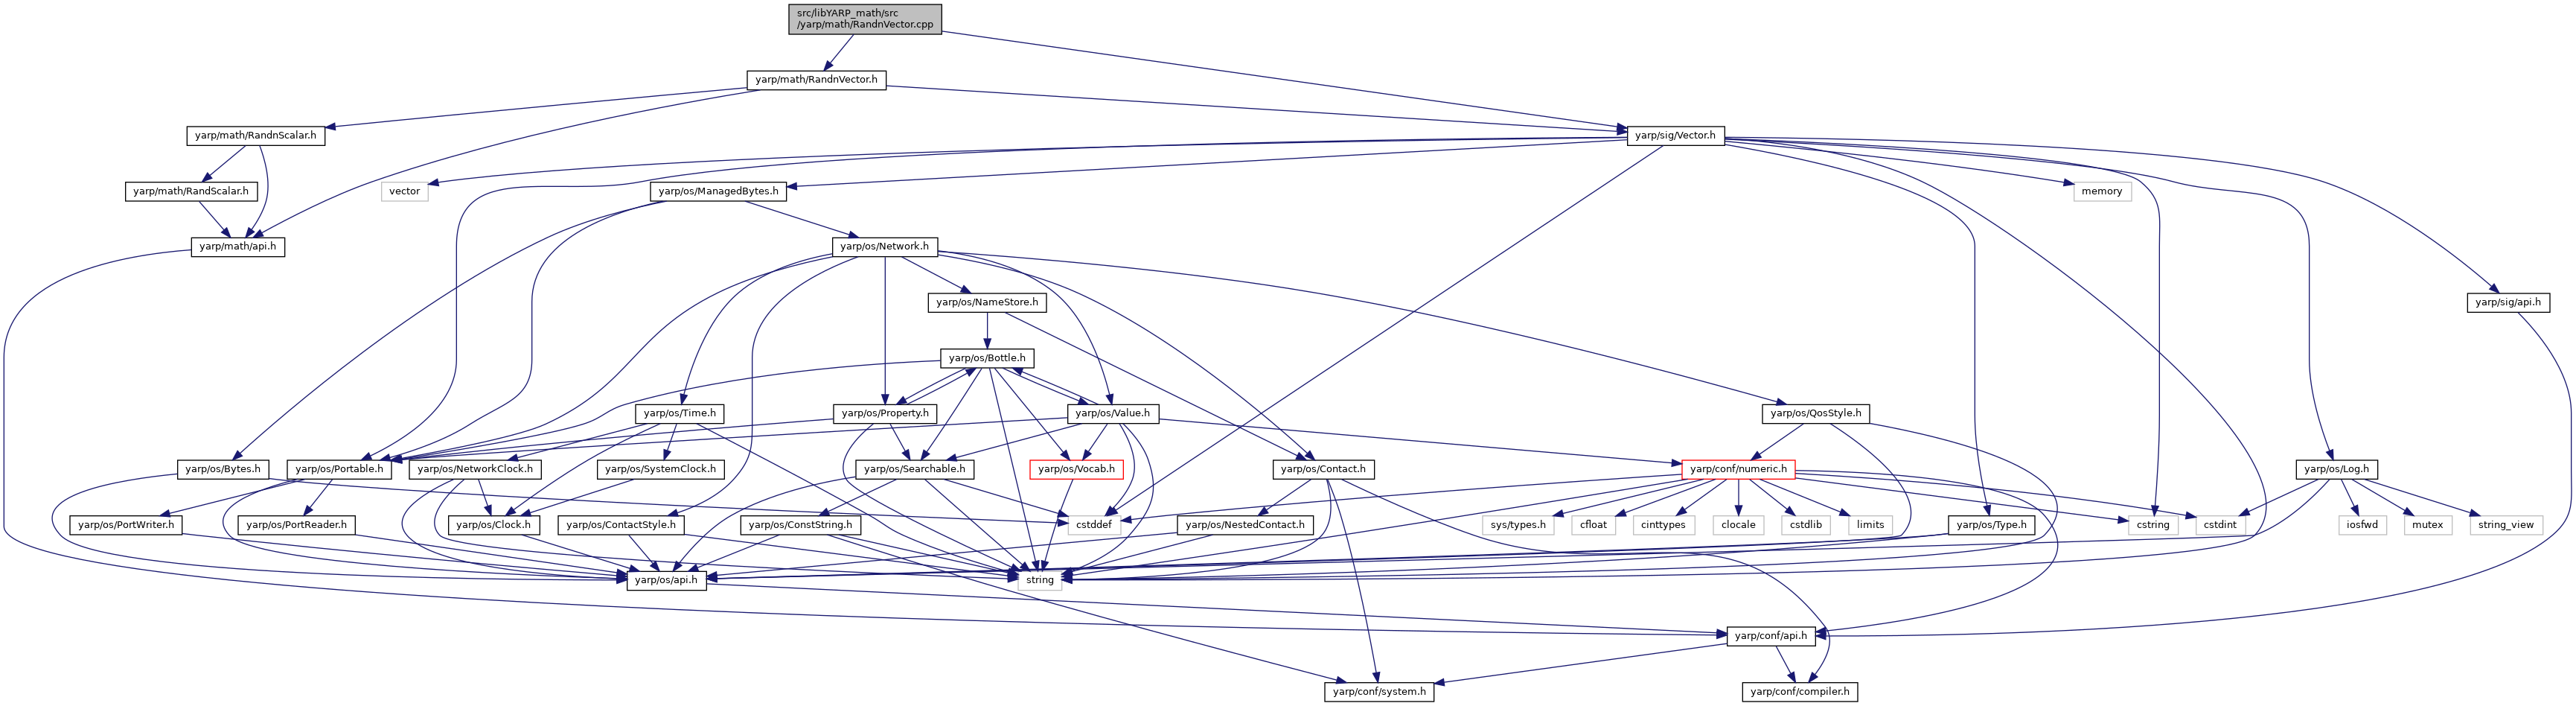 src/libYARP_math/src
/yarp/math/RandnVector.cpp
yarp/math/RandnVector.h
yarp/math/RandnScalar.h
yarp/sig/Vector.h
yarp/math/RandScalar.h
vector
yarp/os/ManagedBytes.h
memory
yarp/math/api.h
yarp/os/Network.h
yarp/os/NameStore.h
yarp/sig/api.h
yarp/os/Bottle.h
yarp/os/Time.h
yarp/os/Property.h
yarp/os/Value.h
yarp/os/QosStyle.h
yarp/os/Bytes.h
yarp/os/Portable.h
yarp/os/NetworkClock.h
yarp/os/SystemClock.h
yarp/os/Searchable.h
yarp/os/Vocab.h
yarp/os/Contact.h
yarp/conf/numeric.h
yarp/os/Log.h
yarp/os/PortWriter.h
yarp/os/PortReader.h
yarp/os/Clock.h
yarp/os/ContactStyle.h
yarp/os/ConstString.h
cstddef
yarp/os/NestedContact.h
sys/types.h
cfloat
cinttypes
clocale
cstdlib
limits
yarp/os/Type.h
cstring
cstdint
iosfwd
mutex
string_view
yarp/os/api.h
string
yarp/conf/api.h
yarp/conf/system.h
yarp/conf/compiler.h